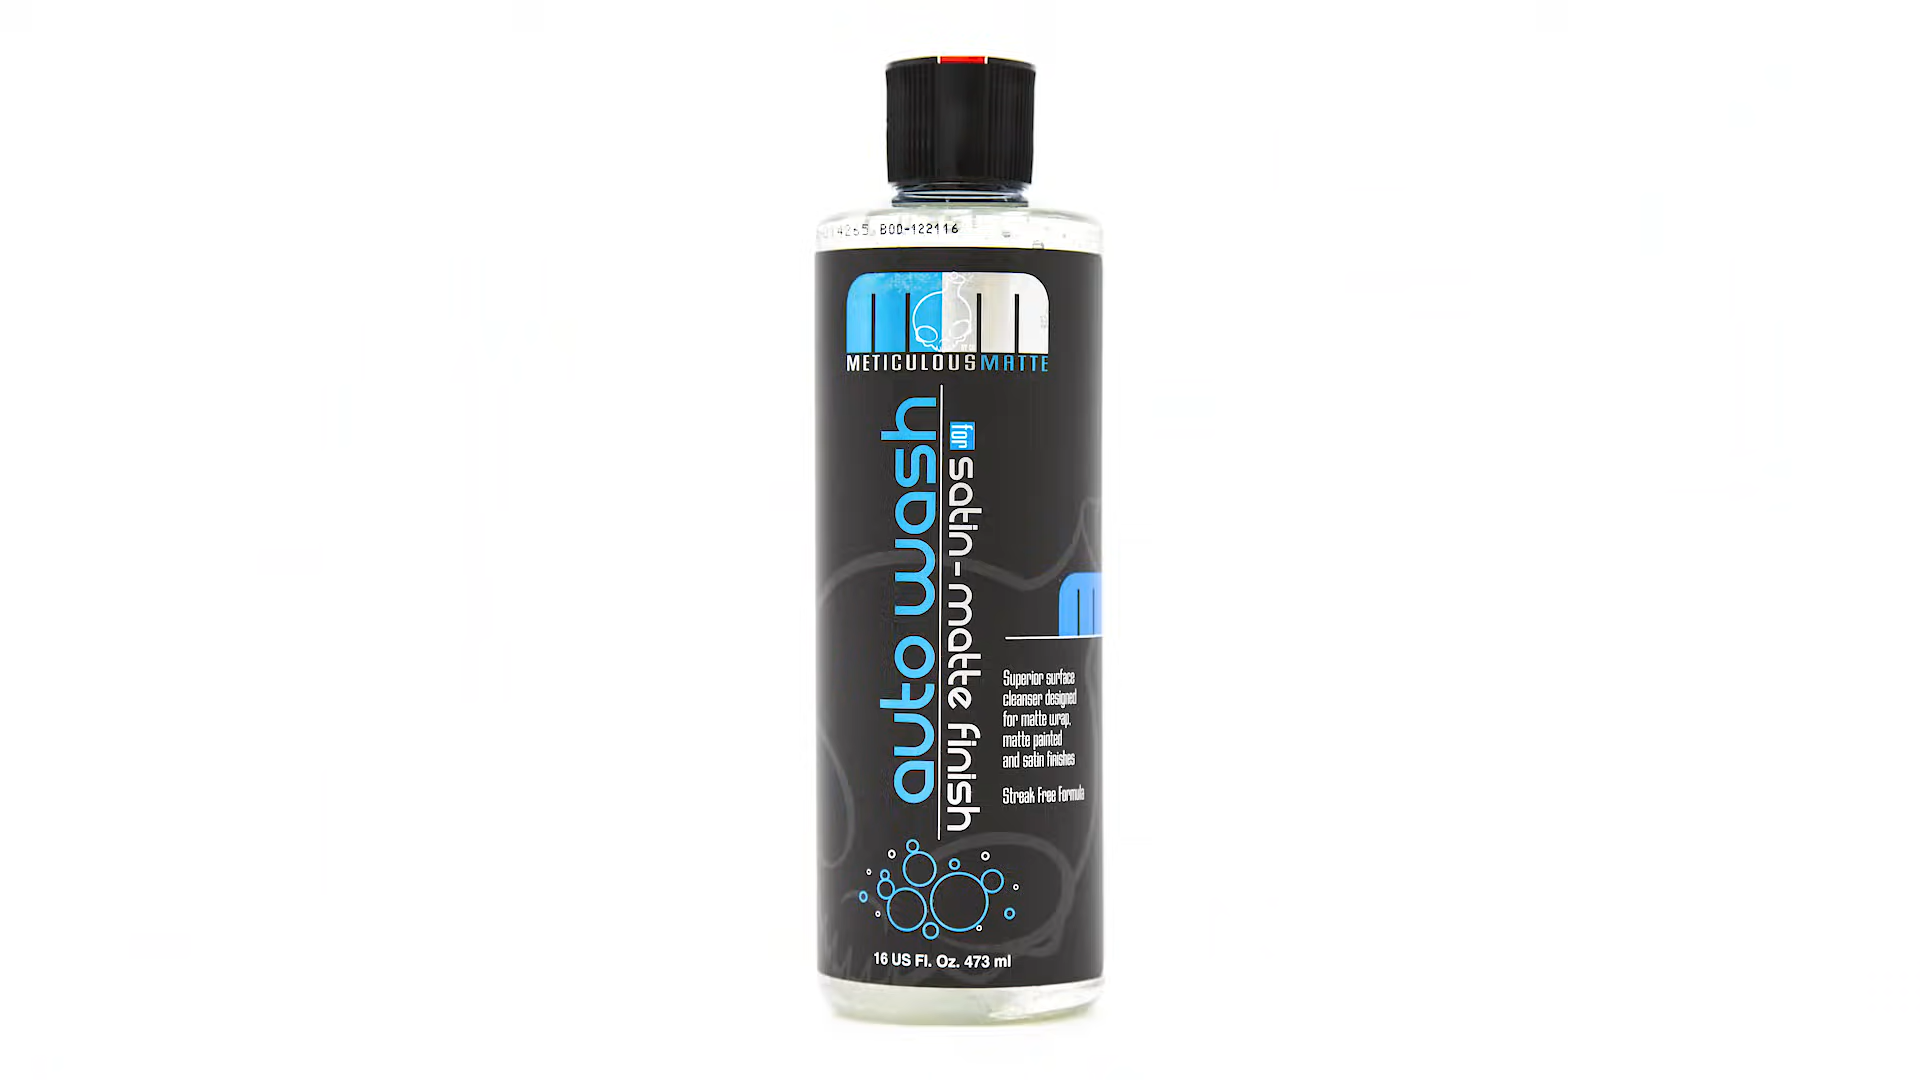 B00-122116
METICULOUSMATTE
auto wash
for satin-matte finish
Superior surface
cleanser designed
for matte wrap,
matte painted
and satin finishes
Streak Free Formula
16 US Fl. Oz. 473 ml